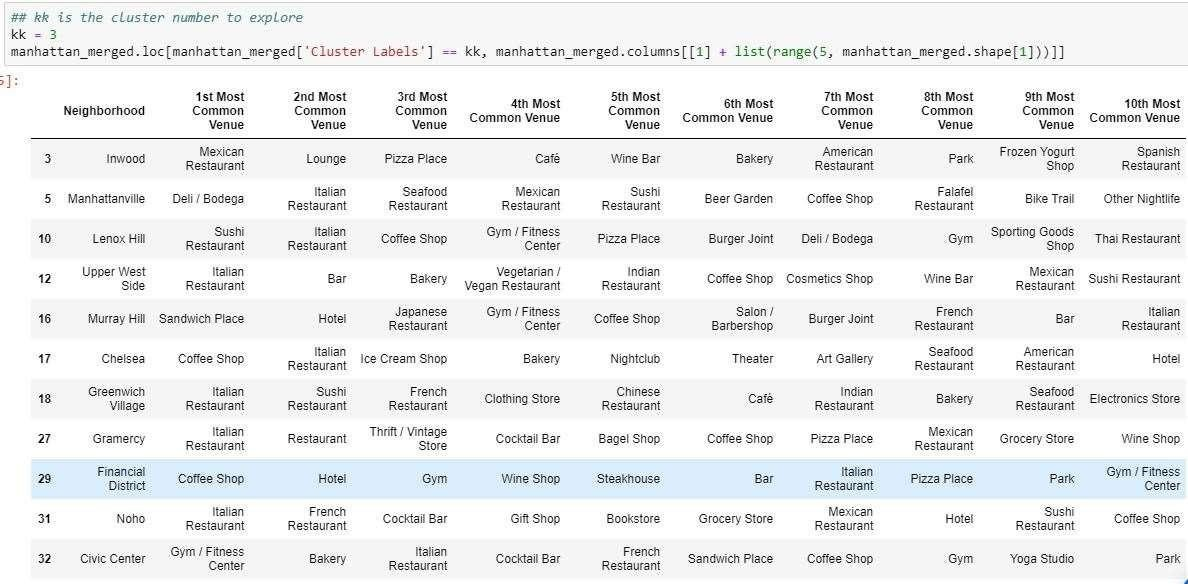 ## kk is the cluster number to explore
kk = 3
manhattan_merged.loc[manhattan_merged['Cluster Labels'] == kk, manhattan_merged.columns[[1] + list(range(5, manhattan_merged.shape[1]))]]
5]:
Neighborhood 1st Most Common Venue 2nd Most Common Venue 3rd Most Common Venue 4th Most Common Venue 5th Most Common Venue 6th Most Common Venue 7th Most Common Venue 8th Most Common Venue 9th Most Common Venue 10th Most Common Venue
3 Inwood Mexican Restaurant Lounge Pizza Place Café Wine Bar Bakery American Restaurant Park Frozen Yogurt Shop Spanish Restaurant
5 Manhattanville Deli / Bodega Italian Restaurant Seafood Restaurant Mexican Restaurant Sushi Restaurant Beer Garden Coffee Shop Falafel Restaurant Bike Trail Other Nightlife
10 Lenox Hill Sushi Restaurant Italian Restaurant Coffee Shop Gym / Fitness Center Pizza Place Burger Joint Deli / Bodega Gym Sporting Goods Shop Thai Restaurant
12 Upper West Side Italian Restaurant Bar Bakery Vegetarian / Vegan Restaurant Indian Restaurant Coffee Shop Cosmetics Shop Wine Bar Mexican Restaurant Sushi Restaurant
16 Murray Hill Sandwich Place Hotel Japanese Restaurant Gym / Fitness Center Coffee Shop Salon / Barbershop Burger Joint French Restaurant Bar Italian Restaurant
17 Chelsea Coffee Shop Italian Restaurant Ice Cream Shop Bakery Nightclub Theater Art Gallery Seafood Restaurant American Restaurant Hotel
18 Greenwich Village Italian Restaurant Sushi Restaurant French Restaurant Clothing Store Chinese Restaurant Café Indian Restaurant Bakery Seafood Restaurant Electronics Store
27 Gramercy Italian Restaurant Restaurant Thrift / Vintage Store Cocktail Bar Bagel Shop Coffee Shop Pizza Place Mexican Restaurant Grocery Store Wine Shop
29 Financial District Coffee Shop Hotel Gym Wine Shop Steakhouse Bar Italian Restaurant Pizza Place Park Gym / Fitness Center
31 Noho Italian Restaurant French Restaurant Cocktail Bar Gift Shop Bookstore Grocery Store Mexican Restaurant Hotel Sushi Restaurant Coffee Shop
32 Civic Center Gym / Fitness Center Bakery Italian Restaurant Cocktail Bar French Restaurant Sandwich Place Coffee Shop Gym Yoga Studio Park